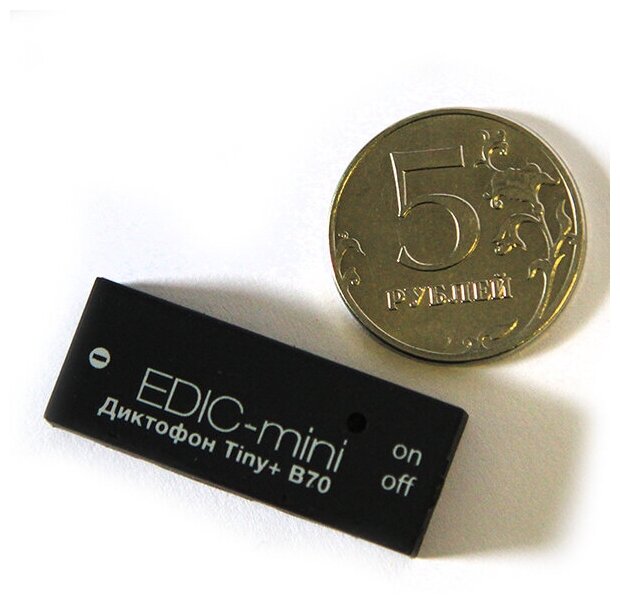 5
РУБЛЕЙ
EDIC-mini
Диктофон Tiny+ B70
on
off